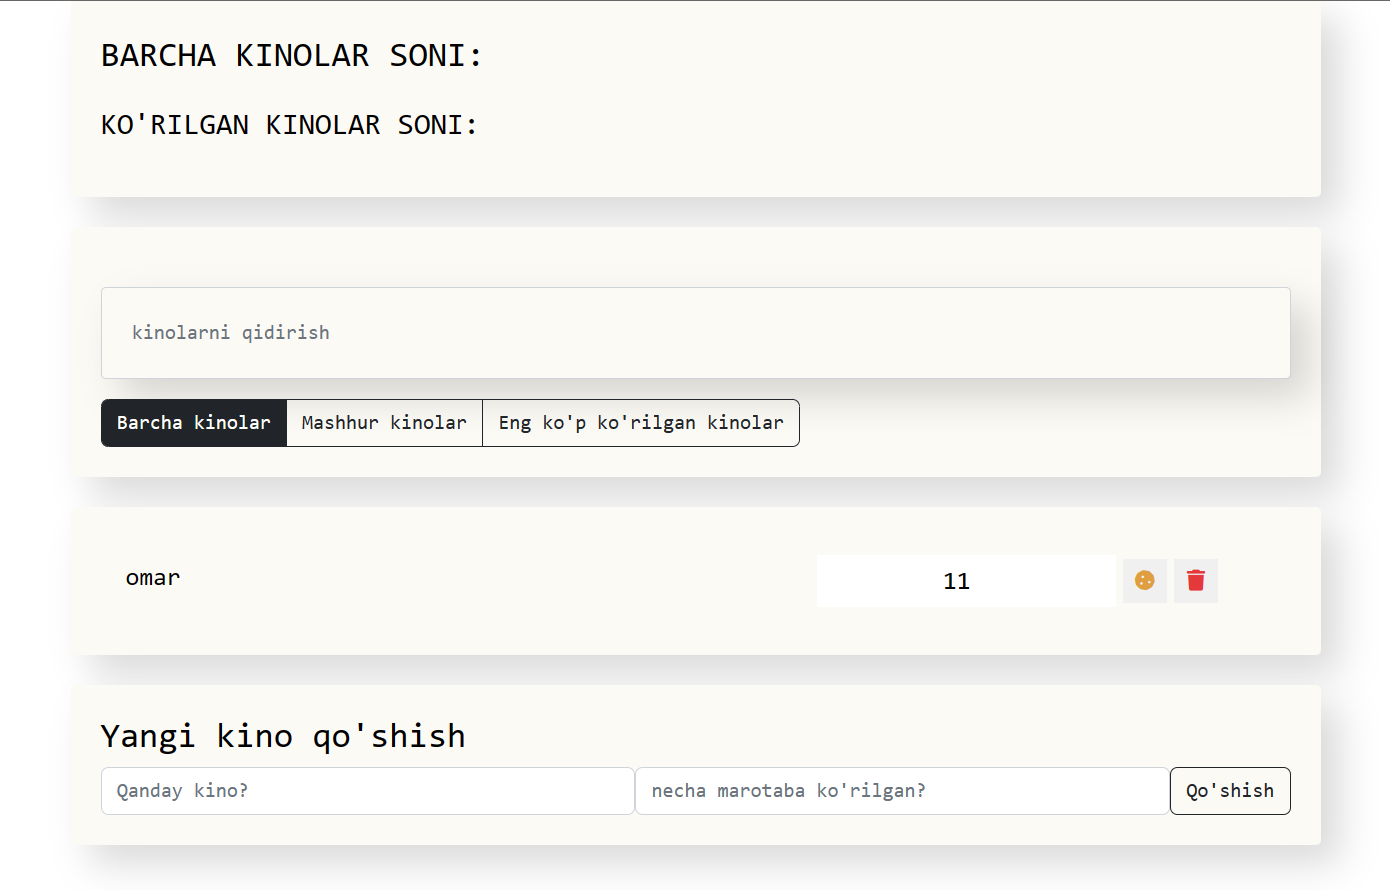 BARCHA KINOLAR SONI:
KO'RILGAN KINOLAR SONI:
kinolarni qidirish
Barcha kinolar Mashhur kinolar Eng ko'p ko'rilgan kinolar
omar 11
Yangi kino qo'shish
Qanday kino? necha marotaba ko'rilgan? Qo'shish